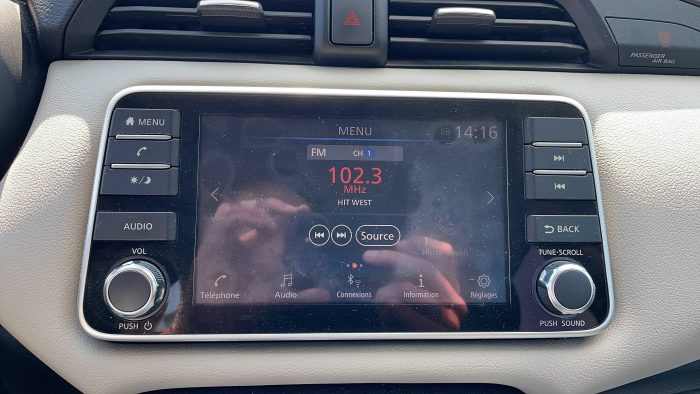 PASSENGER
AIR BAG
MENU
MENU
14:16
FM
CH 1
102.3
MHz
HIT WEST
AUDIO
Source
BACK
VOL
TUNE·SCROLL
Téléphone
Audio
Connexions
Information
Réglages
PUSH
PUSH SOUND